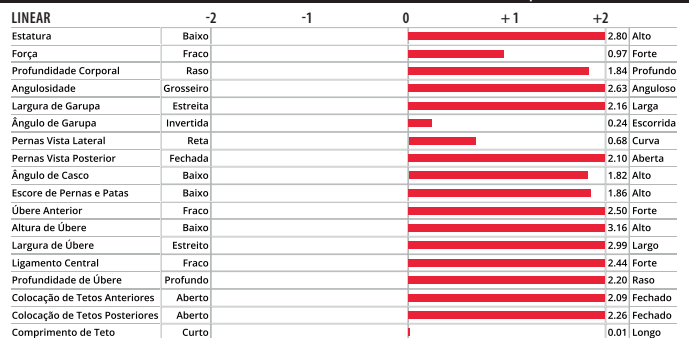 LINEAR -2 -1 0 +1 +2
Estatura Baixo 2.80 Alto
Força Fraco 0.97 Forte
Profundidade Corporal Raso 1.84 Profundo
Angulosidade Grosseiro 2.63 Anguloso
Largura de Garupa Estreita 2.16 Larga
Ângulo de Garupa Invertida 0.24 Escorrida
Pernas Vista Lateral Reta 0.68 Curva
Pernas Vista Posterior Fechada 2.10 Aberta
Ângulo de Casco Baixo 1.82 Alto
Escore de Pernas e Patas Baixo 1.86 Alto
Úbere Anterior Fraco 2.50 Forte
Altura de Úbere Baixo 3.16 Alto
Largura de Úbere Estreito 2.99 Largo
Ligamento Central Fraco 2.44 Forte
Profundidade de Úbere Profundo 2.20 Raso
Colocação de Tetos Anteriores Aberto 2.09 Fechado
Colocação de Tetos Posteriores Aberto 2.26 Fechado
Comprimento de Teto Curto 0.01 Longo